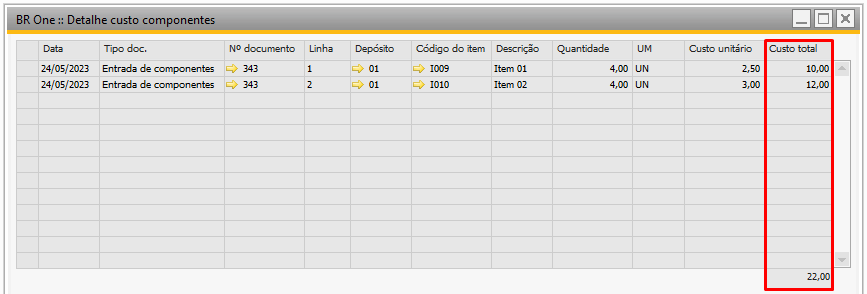 BR One :: Detalhe custo componentes
Data Tipo doc. Nº documento Linha Depósito Código do item Descrição Quantidade UM Custo unitário Custo total
24/05/2023 Entrada de componentes 343 1 01 I009 Item 01 4,00 UN 2,50 10,00
24/05/2023 Entrada de componentes 343 2 01 I010 Item 02 4,00 UN 3,00 12,00
22,00